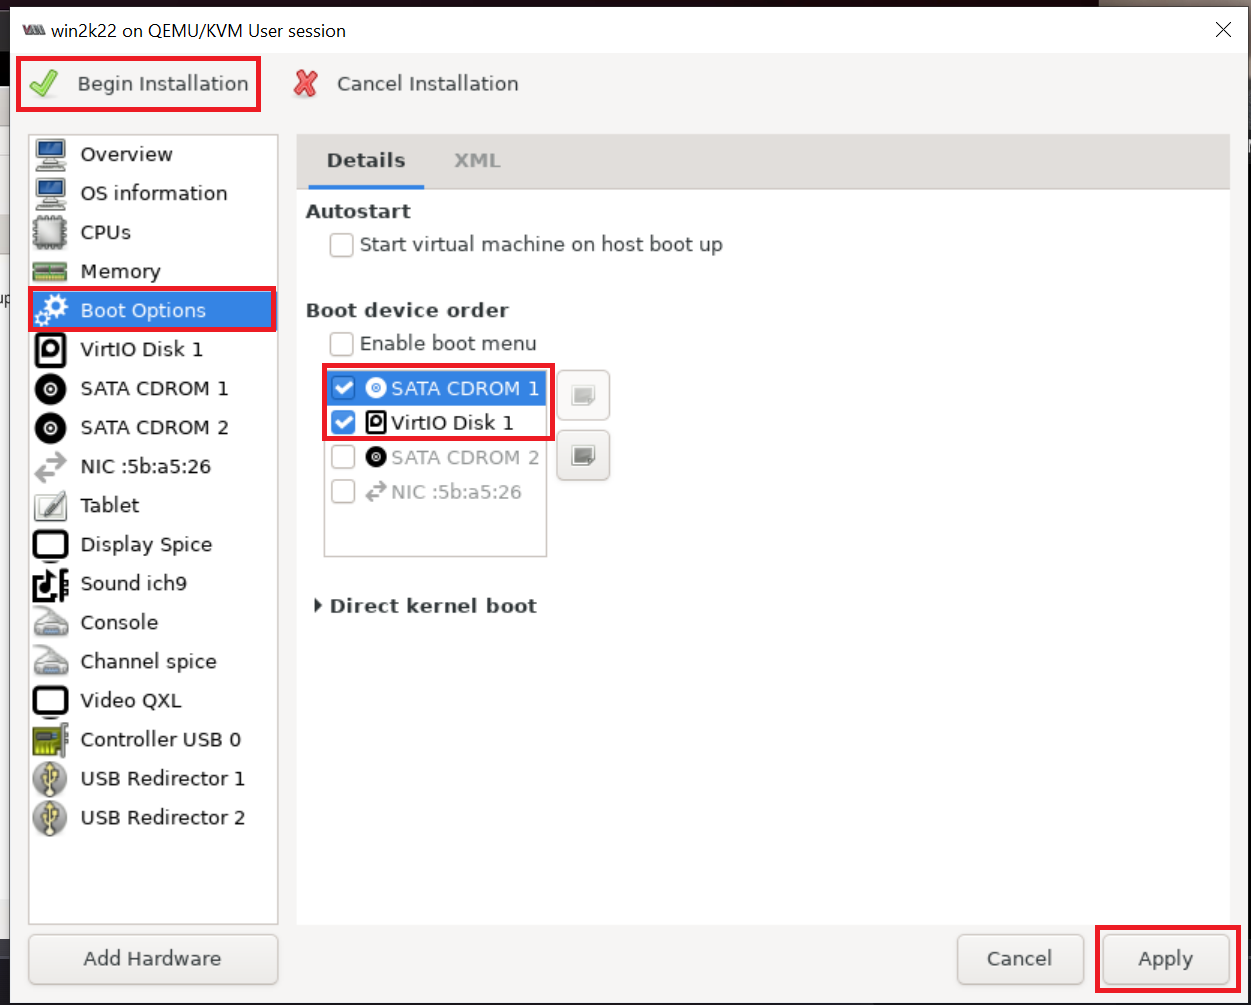 win2k22 on QEMU/KVM User session
Begin Installation
Cancel Installation
Overview
OS information
CPUs
Memory
Boot Options
VirtIO Disk 1
SATA CDROM 1
SATA CDROM 2
NIC :5b:a5:26
Tablet
Display Spice
Sound ich9
Console
Channel spice
Video QXL
Controller USB 0
USB Redirector 1
USB Redirector 2
Add Hardware
Details
XML
Autostart
Start virtual machine on host boot up
Boot device order
Enable boot menu
SATA CDROM 1
VirtIO Disk 1
SATA CDROM 2
NIC :5b:a5:26
Direct kernel boot
Cancel
Apply